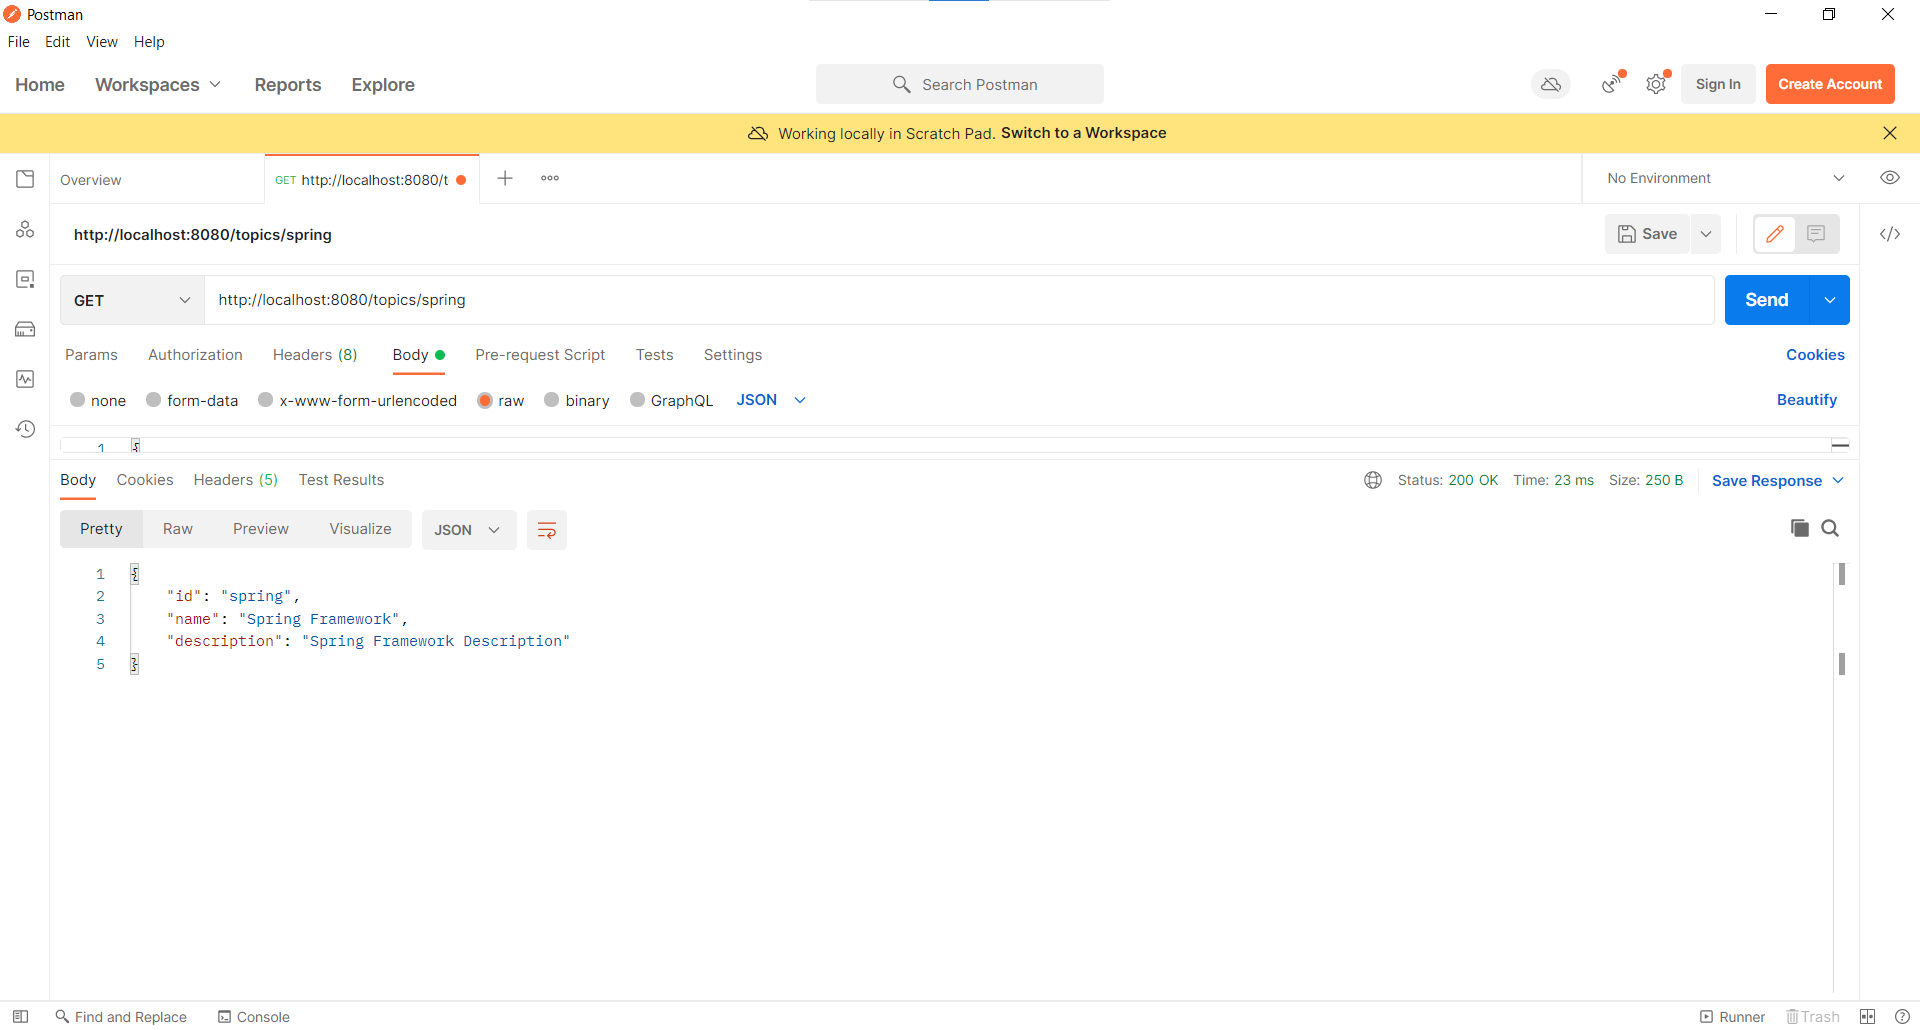 Postman
File Edit View Help
Home Workspaces Reports Explore Search Postman Sign In Create Account
Working locally in Scratch Pad. Switch to a Workspace
Overview GET http://localhost:8080/t No Environment
http://localhost:8080/topics/spring Save
GET http://localhost:8080/topics/spring Send
Params Authorization Headers (8) Body Pre-request Script Tests Settings Cookies
none form-data x-www-form-urlencoded raw binary GraphQL JSON Beautify
1 {
Body Cookies Headers (5) Test Results Status: 200 OK Time: 23 ms Size: 250 B Save Response
Pretty Raw Preview Visualize JSON
1 {
2 "id": "spring",
3 "name": "Spring Framework",
4 "description": "Spring Framework Description"
5 }
Find and Replace Console Runner Trash